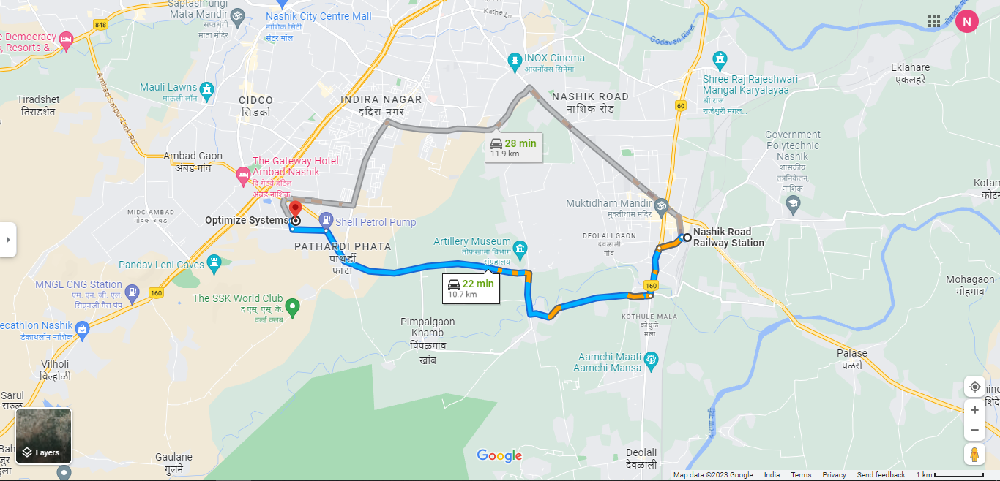 Saptashrungi
Mata Mandir
सप्तशृंगी
माता मंदिर
848
Nashik City Centre Mall
नाशिक सिटी
सेंटर मॉल
Kathe Ln
N
e Democracy
s, Resorts &...
INOX Cinema
आयनॉक्स सिनेमा
Godavari River
Shree Raj Rajeshwari
Mangal Karyalayaa
श्री राज
राजेश्वरी मंगल...
Eklahare
एकलहरे
Ambad-Satpur Link Rd
Mauli Lawns
माऊली लॉन
Tiradshet
तिराडशेत
CIDCO
सिडको
INDIRA NAGAR
इंदिरा नगर
NASHIK ROAD
नाशिक रोड
60
28 min
11.9 km
Government
Polytechnic
Nashik
शासकीय
तंत्रनिकेतन,
नाशिक
Ambad Gaon
अंबड गांव
The Gateway Hotel
Ambad Nashik
दि गेटवे हॉटेल
अंबड नाशिक
Kotam
कोटम
MIDC AMBAD
मोदक अंबड
Optimize Systems
Shell Petrol Pump
Muktidham Mandir
मुक्तीधाम मंदिर
Nashik Road
Railway Station
DEOLALI GAON
देवळाली
गांव
PATHARDI PHATA
पाथर्डी
फाटा
Artillery Museum
तोफखाना विभाग
संग्रहालय
Pandav Leni Caves
22 min
10.7 km
160
MNGL CNG Station
एम. एन. जी. एल
सिएनजी गैस पंप
160
The SSK World Club
द एस. एस. के.
वर्ल्ड क्लब
Mohagaon
मोहगांव
ecathlon Nashik
डेकाथलॉन नाशिक
Pimpalgaon
Khamb
पिंपळगांव
खांब
KOTHULE MALA
कोथुळे
मला
Vilholi
विल्होळी
Aamchi Maati
Aamchi Mansa
Palase
पळसे
Sarul
सरुळ
शिंदे
Layers
Gaulane
गुलने
Google
Deolali
देवळाली
Map data ©2023 Google
India
Terms
Privacy
Send feedback
1 km